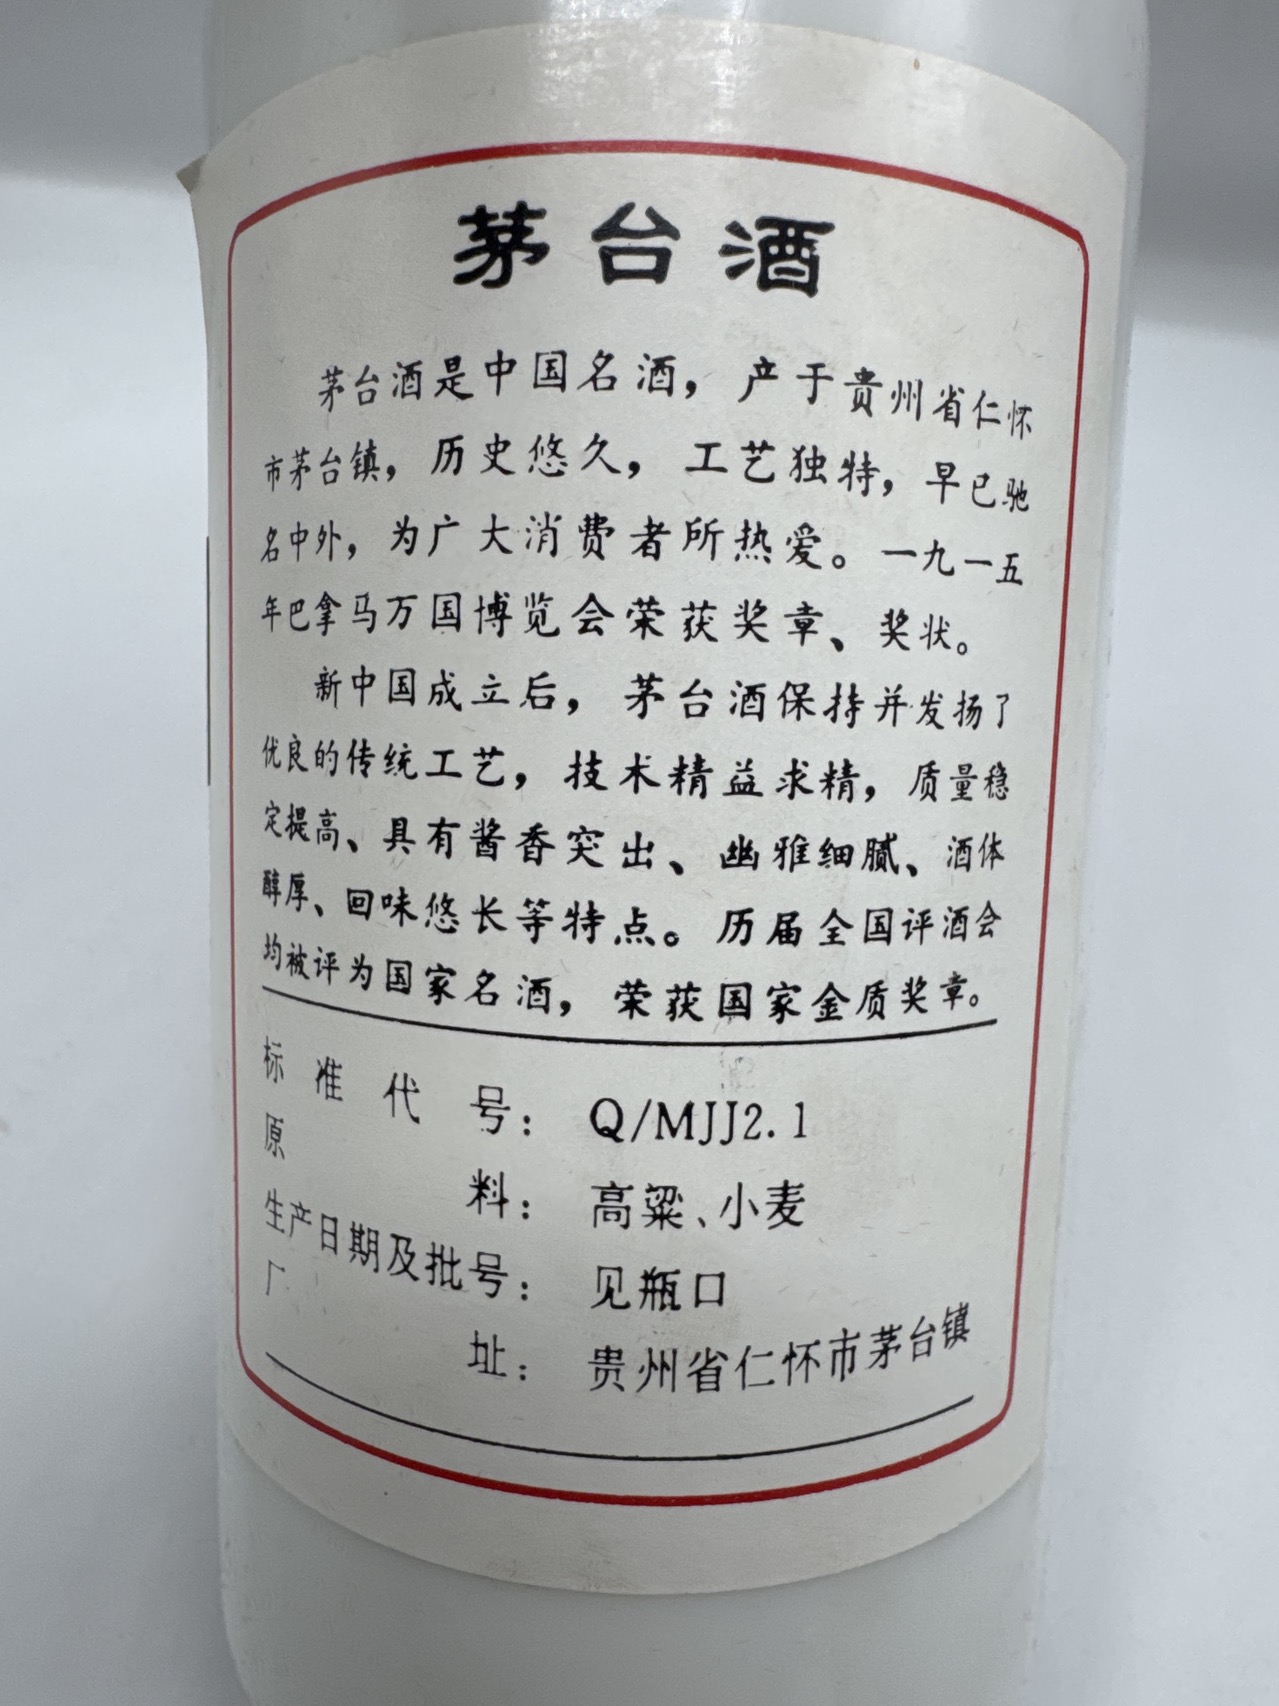 茅台酒
茅台酒是中国名酒，产于贵州省仁怀
市茅台镇，历史悠久，工艺独特，早已驰
名中外，为广大消费者所热爱。一九一五
年巴拿马万国博览会荣获奖章、奖状。
新中国成立后，茅台酒保持并发扬了
优良的传统工艺，技术精益求精，质量稳
定提高、具有酱香突出、幽雅细腻、酒体
醇厚、回味悠长等特点。历届全国评酒会
均被评为国家名酒，荣获国家金质奖章。
标准代号：Q/MJJ2.1
原料：高粱、小麦
生产日期及批号：见瓶口
厂址：贵州省仁怀市茅台镇